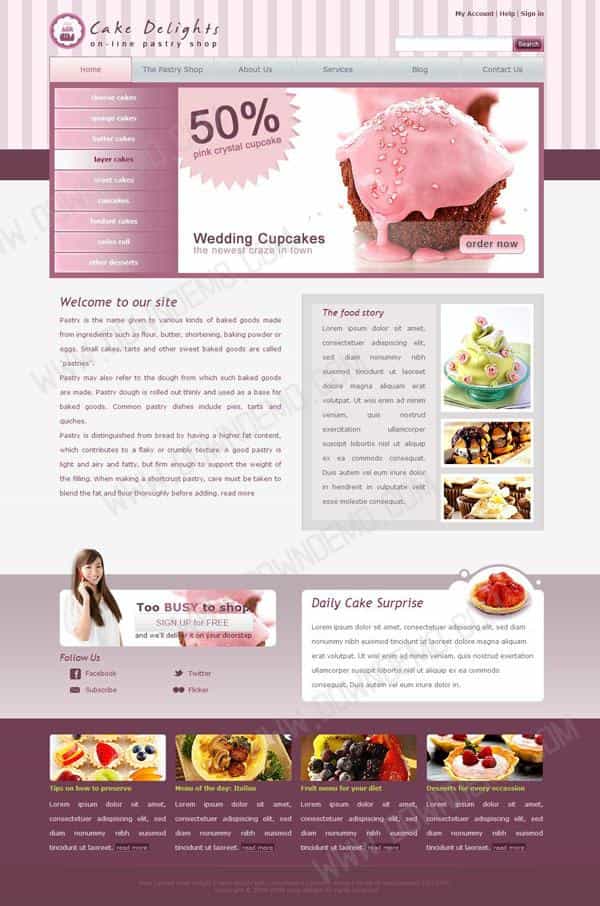 My Account | Help | Sign in
Cake Delights
on-line pastry shop
Search
Home
The Pastry Shop
About Us
Services
Blog
Contact Us
cheese cakes
sponge cakes
butter cakes
layer cakes
sweet cakes
cupcakes
fondant cakes
swiss roll
other desserts
50%
pink crystal cupcake
Wedding Cupcakes
the newest craze in town
order now
Welcome to our site
Pastry is the name given to various kinds of baked goods made
from ingredients such as flour, butter, shortening, baking powder or
eggs. Small cakes, tarts and other sweet baked goods are called
"pastries".
Pastry may also refer to the dough from which such baked goods
are made. Pastry dough is rolled out thinly and used as a base for
baked goods. Common pastry dishes include pies, tarts and
quiches.
Pastry is distinguished from bread by having a higher fat content,
which contributes to a flaky or crumbly texture. A good pastry is
light and airy and fatty, but firm enough to support the weight of
the filling. When making a shortcrust pastry, care must be taken to
blend the fat and flour thoroughly before adding. read more
The food story
Lorem ipsum dolor sit amet,
consectetuer adipiscing elit,
sed diam nonummy nibh
euismod tincidunt ut laoreet
dolore magna aliquam erat
volutpat. Ut wisi enim ad minim
veniam, quis nostrud
exercitation ullamcorper
suscipit lobortis nisl ut aliquip
ex ea commodo consequat.
Duis autem vel eum iriure dolor
in hendrerit in vulputate velit
esse molestie consequat.
Too BUSY to shop
SIGN UP for FREE
and we'll deliver it on your doorstep
Follow Us
Facebook
Twitter
Subscribe
Flicker
Daily Cake Surprise
Lorem ipsum dolor sit amet, consectetuer adipiscing elit, sed diam
nonummy nibh euismod tincidunt ut laoreet dolore magna
aliquam erat volutpat. Ut wisi enim ad minim veniam, quis nostrud
exerci tation ullamcorper suscipit lobortis nisl ut
aliquip ex ea commodo
consequat. Duis autem vel eum iriure dolor in.
Tips on how to preserve
Lorem ipsum dolor sit amet,
consectetuer adipiscing elit, sed
diam nonummy nibh euismod
tincidunt ut laoreet read more
Menu of the day: Italian
Lorem ipsum dolor sit amet,
consectetuer adipiscing elit, sed
diam nonummy nibh euismod
tincidunt ut laoreet read more
Fruit menu for your diet
Lorem ipsum dolor sit amet,
consectetuer adipiscing elit, sed
diam nonummy nibh euismod
tincidunt ut laoreet read more
Desserts for every occassion
Lorem ipsum dolor sit amet,
consectetuer adipiscing elit, sed
diam nonummy nibh euismod
tincidunt ut laoreet read more
WWW.DOWNDEMO.COM